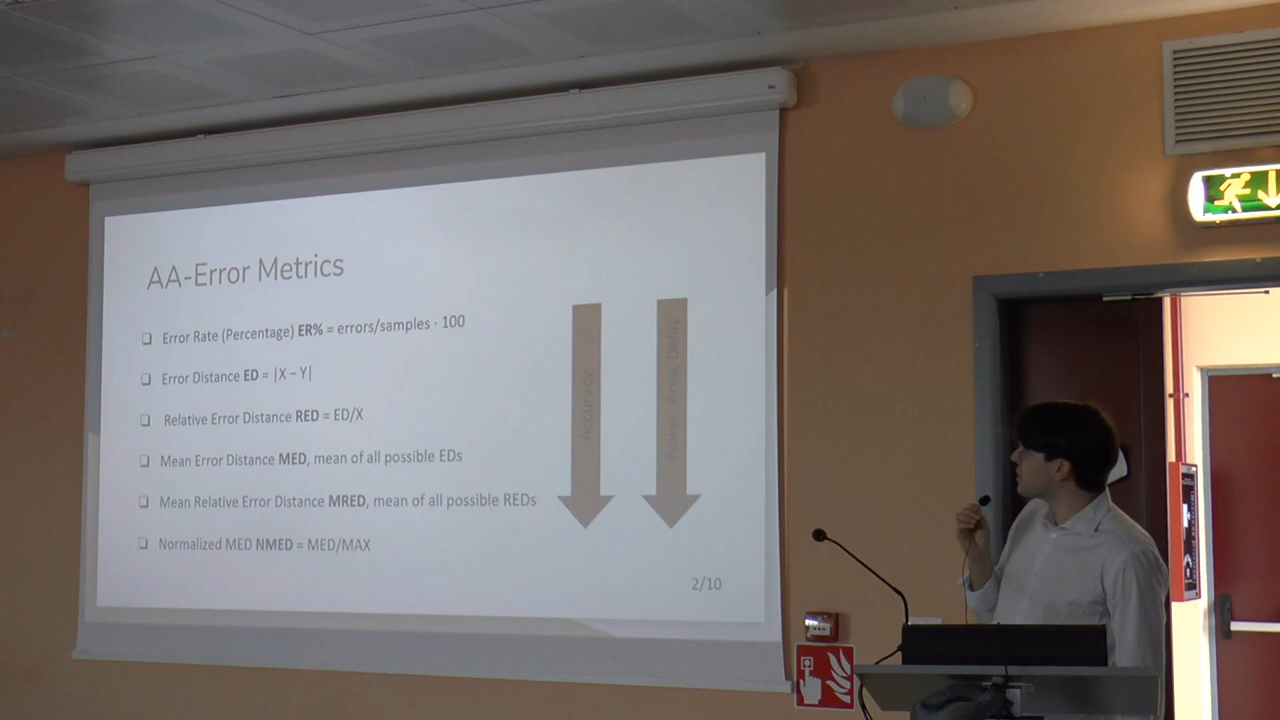 AA-Error Metrics
❏ Error Rate (Percentage) ER% = errors/samples · 100
❏ Error Distance ED = |X – Y|
❏ Relative Error Distance RED = ED/X
❏ Mean Error Distance MED, mean of all possible EDs
❏ Mean Relative Error Distance MRED, mean of all possible REDs
❏ Normalized MED NMED = MED/MAX
Accuracy
Power, Area, Delay
2/10